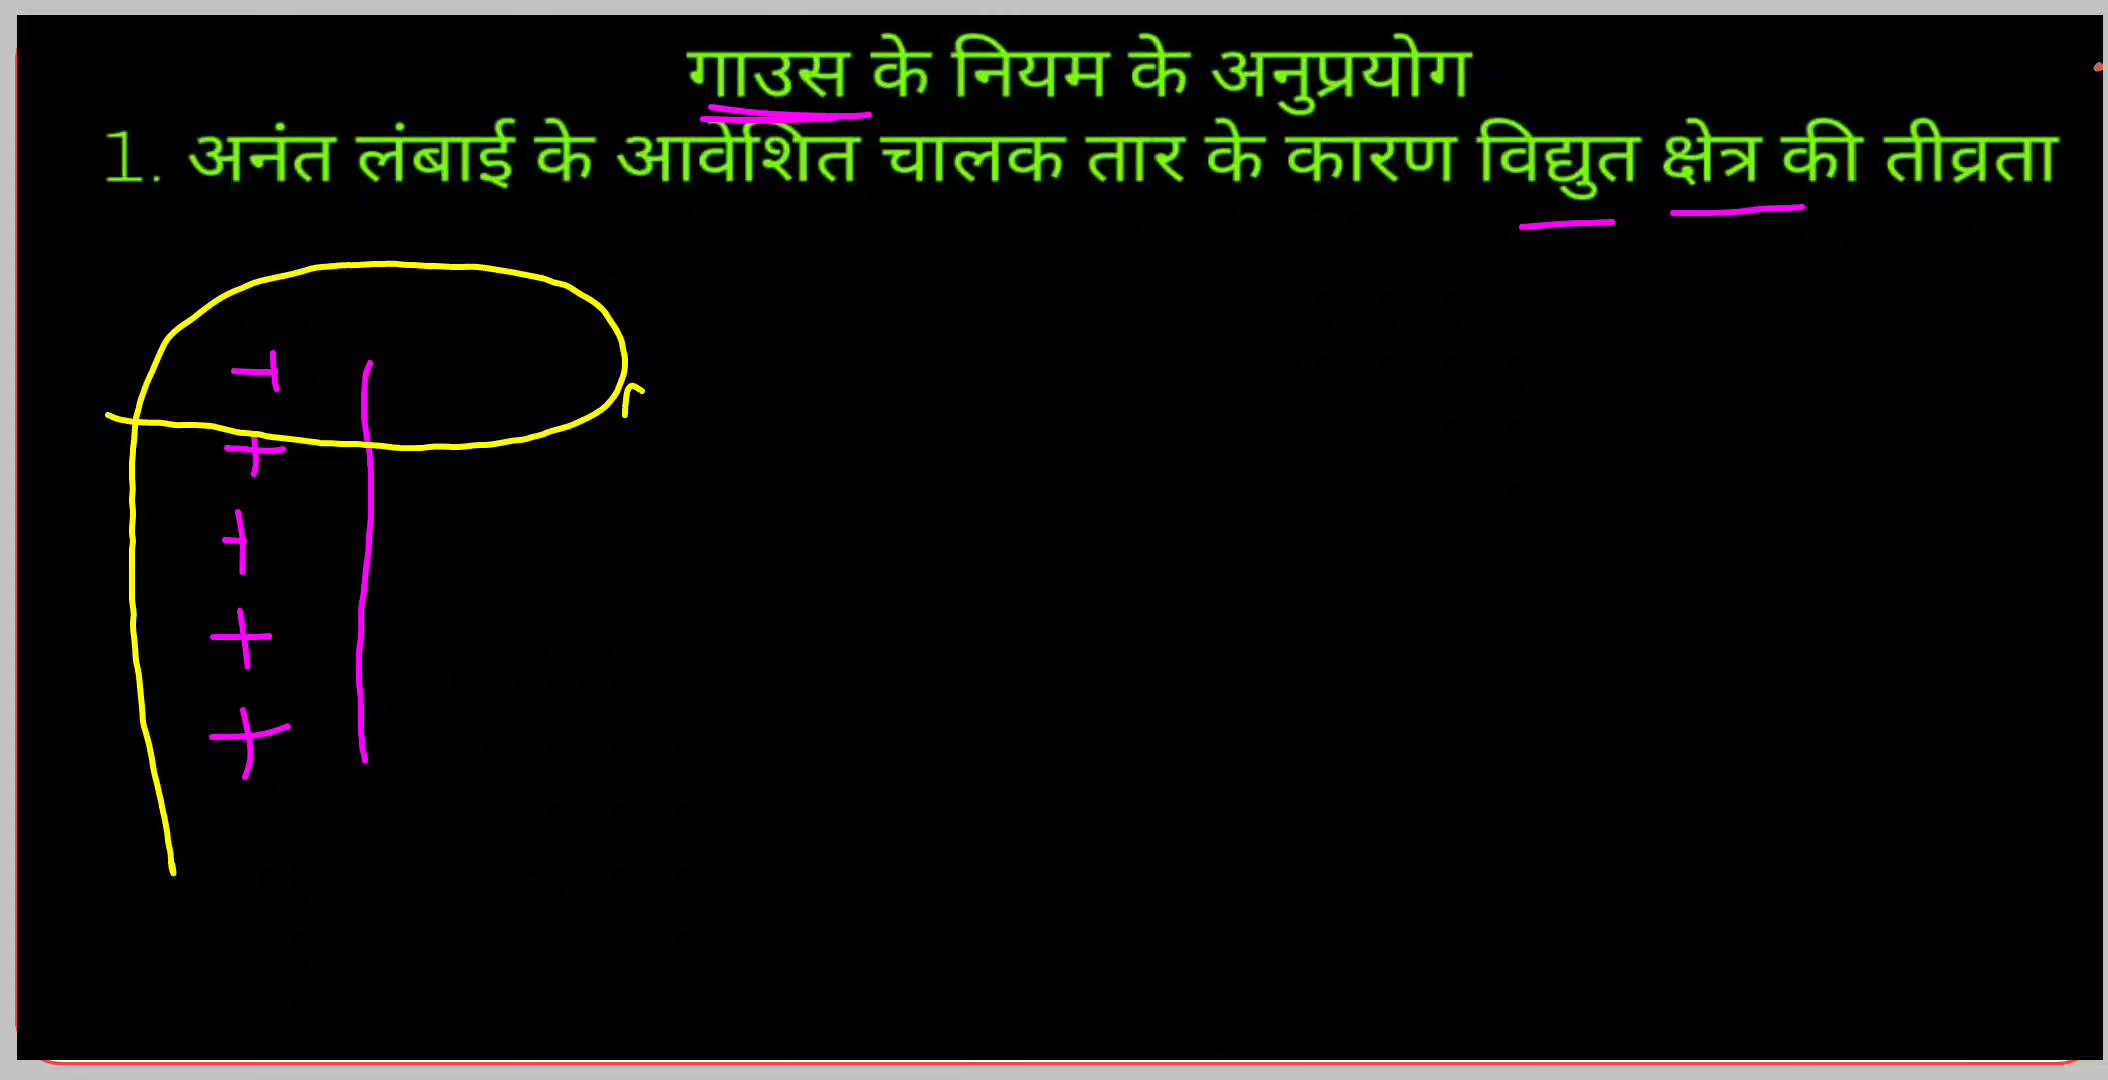 गाउस के नियम के अनुप्रयोग
1. अनंत लंबाई के आवेशित चालक तार के कारण विद्युत क्षेत्र की तीव्रता
+
+
+
+
+